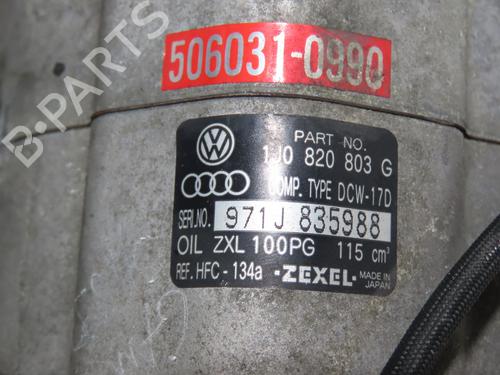 506031-0990
PART NO.
1J0 820 803 G
COMP. TYPE DCW-17D
SERI.NO. 971J 835988
OIL ZXL 100PG 115 cm³
REF. HFC - 134a ·ZEXEL· MADE IN JAPAN
B-PARTS